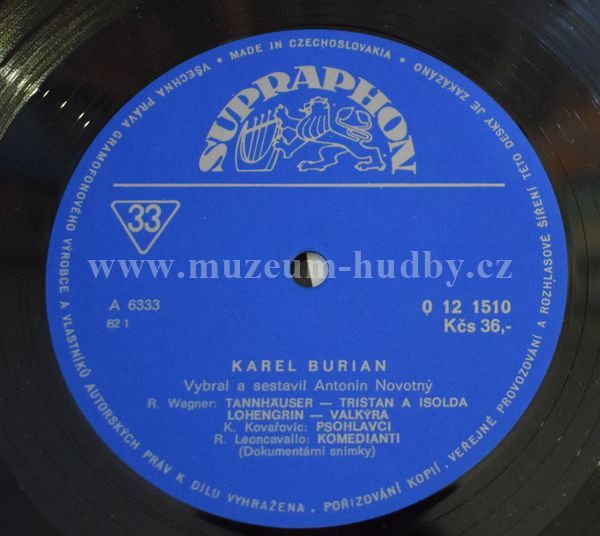 VŠECHNA PRÁVA GRAMOFONOVÉHO VÝROBCE A VLASTNÍKŮ AUTORSKÝCH PRÁV K DÍLU VYHRAŽENA. POŘIZOVÁNÍ KOPIÍ, VEŘEJNÉ PROVOZOVÁNÍ A ROZHLASOVÉ ŠÍŘENÍ TÉTO DESKY JE ZAKÁZÁNO
• MADE IN CZECHOSLOVAKIA •
SUPRAPHON
33
www.muzeum-hudby.cz
A 6333
82 1
0 12 1510
Kčs 36,-
KAREL BURIAN
Vybral a sestavil Antonín Novotný
R. Wagner: TANNHÄUSER — TRISTAN A ISOLDA
LOHENGRIN — VALKÝRA
K. Kovařovic: PSOHLAVCI
R. Leoncavallo: KOMEDIANTI
(Dokumentární snímky)